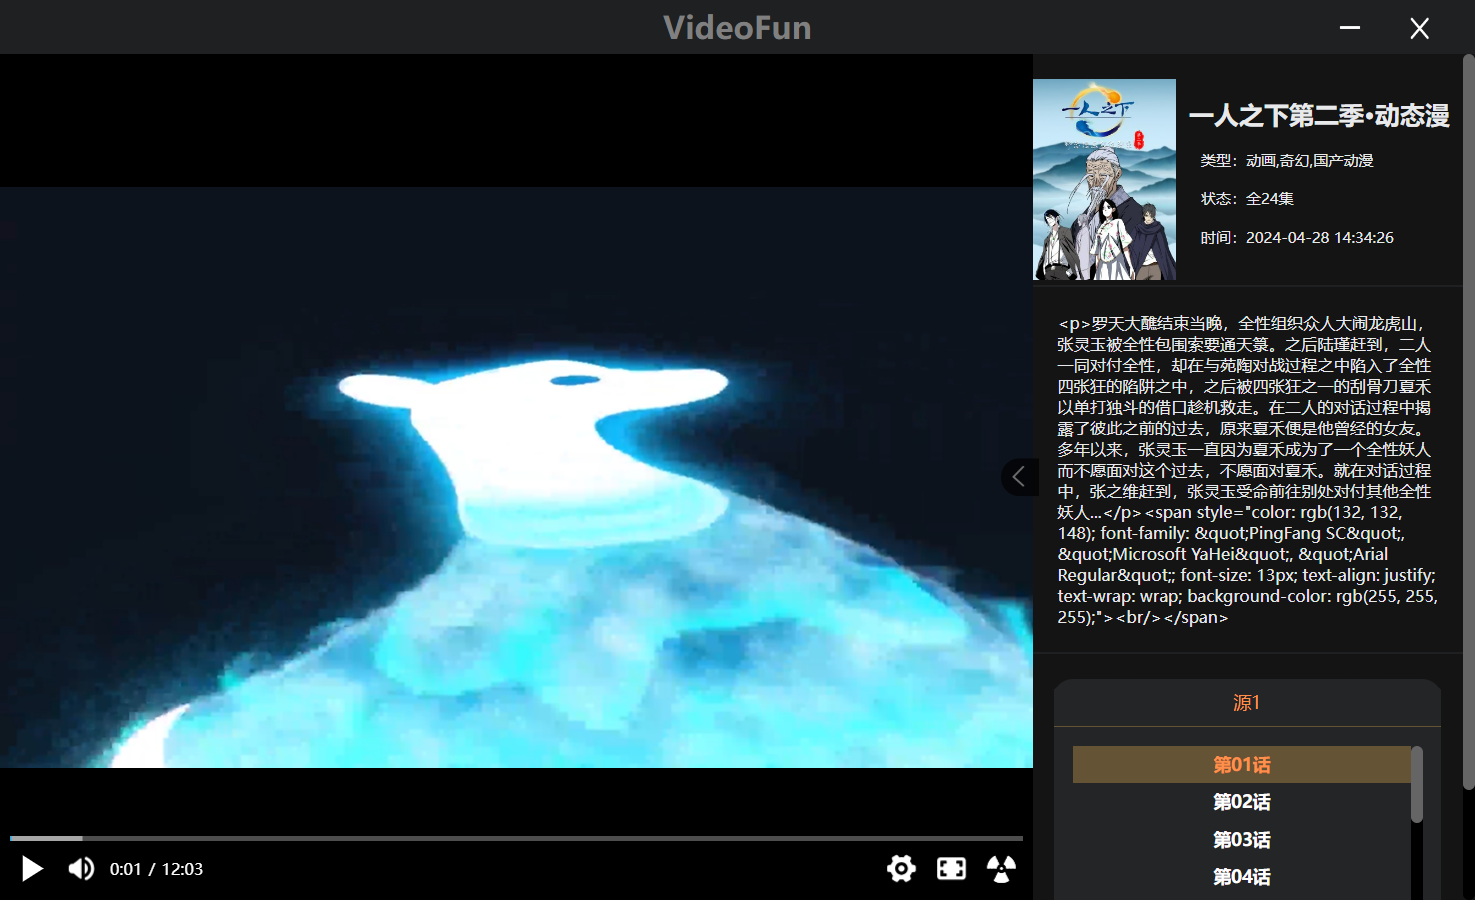 VideoFun
一人之下
一人之下第二季·动态漫
类型：动画,奇幻,国产动漫
状态：全24集
时间：2024-04-28 14:34:26
<p>罗天大醮结束当晚，全性组织众人大闹龙虎山，
张灵玉被全性包围索要通天箓。之后陆瑾赶到，二人
一同对付全性，却在与苑陶对战过程之中陷入了全性
四张狂的陷阱之中，之后被四张狂之一的刮骨刀夏禾
以单打独斗的借口趁机救走。在二人的对话过程中揭
露了彼此之前的过去，原来夏禾便是他曾经的女友。
多年以来，张灵玉一直因为夏禾成为了一个全性妖人
而不愿面对这个过去，不愿面对夏禾。就在对话过程
中，张之维赶到，张灵玉受命前往别处对付其他全性
妖人...</p><span style="color: rgb(132, 132,
148); font-family: &quot;PingFang SC&quot;,
&quot;Microsoft YaHei&quot;, &quot;Arial
Regular&quot;; font-size: 13px; text-align: justify;
text-wrap: wrap; background-color: rgb(255, 255,
255);"><br/></span>
源1
第01话
第02话
第03话
第04话
0:01 / 12:03